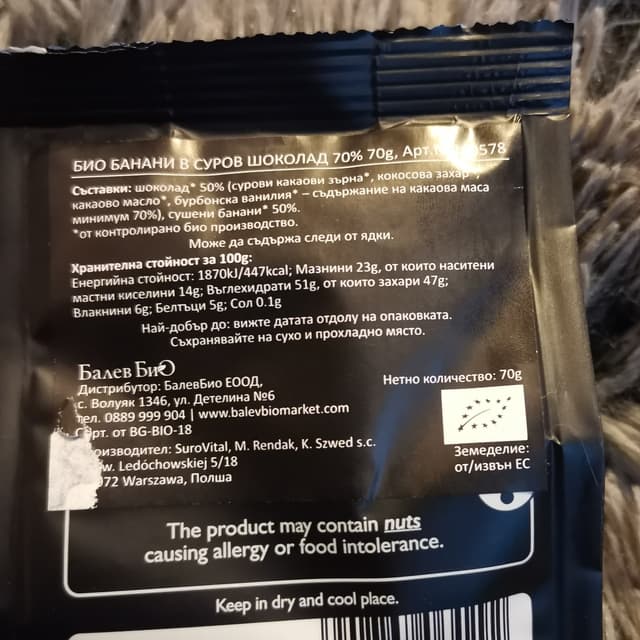 БИО БАНАНИ В СУРОВ ШОКОЛАД 70% 70g, Арт. 578
Съставки: шоколад* 50% (сурови какаови зърна*, кокосова захар*,
какаово масло*, бурбонска ванилия* – съдържание на какаова маса
минимум 70%), сушени банани* 50%.
*от контролирано био производство.
Може да съдържа следи от ядки.
Хранителна стойност за 100g:
Енергийна стойност: 1870kJ/447kcal; Мазнини 23g, от които наситени
мастни киселини 14g; Въглехидрати 51g, от които захари 47g;
Влакнини 6g; Белтъци 5g; Сол 0.1g
Най-добър до: вижте датата отдолу на опаковката.
Съхранявайте на сухо и прохладно място.
Балев БиО
Дистрибутор: БалевБио ЕООД,
с. Волуяк 1346, ул. Детелина №6
тел. 0889 999 904 | www.balevbiomarket.com
от BG-BIO-18
Нетно количество: 70g
SuroVital, M. Rendak, K. Szwed s.c.
Ledóchowskiej 5/18
972 Warszawa, Полша
Земеделие:
от/извън ЕС
The product may contain nuts
causing allergy or food intolerance.
Keep in dry and cool place.